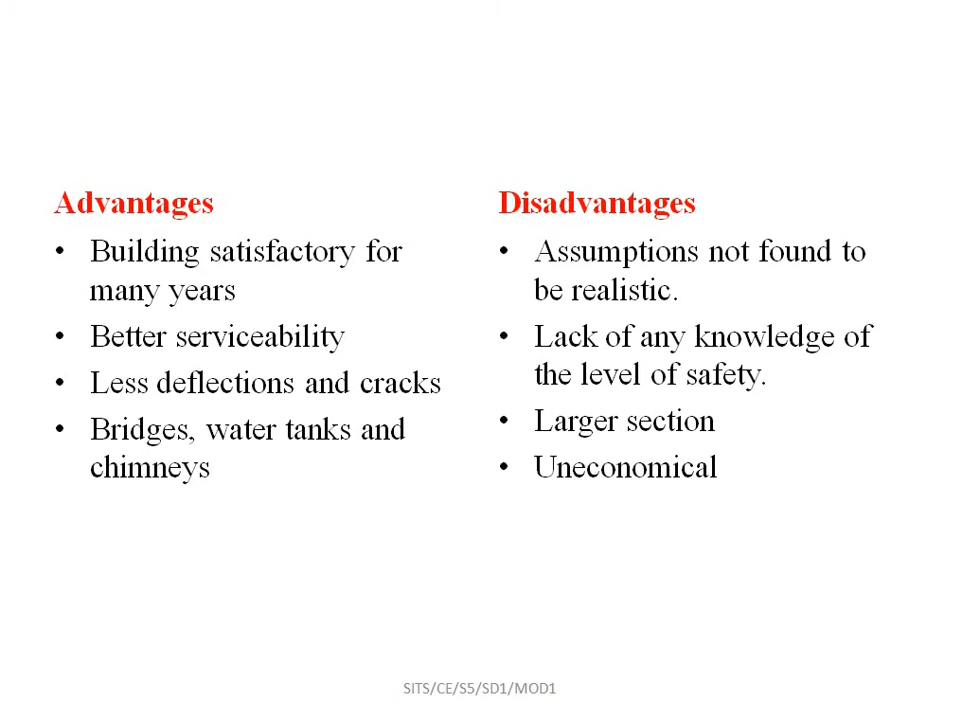 Advantages
• Building satisfactory for
many years
• Better serviceability
• Less deflections and cracks
• Bridges, water tanks and
chimneys
Disadvantages
• Assumptions not found to
be realistic.
• Lack of any knowledge of
the level of safety.
• Larger section
• Uneconomical
SITS/CE/S5/SD1/MOD1